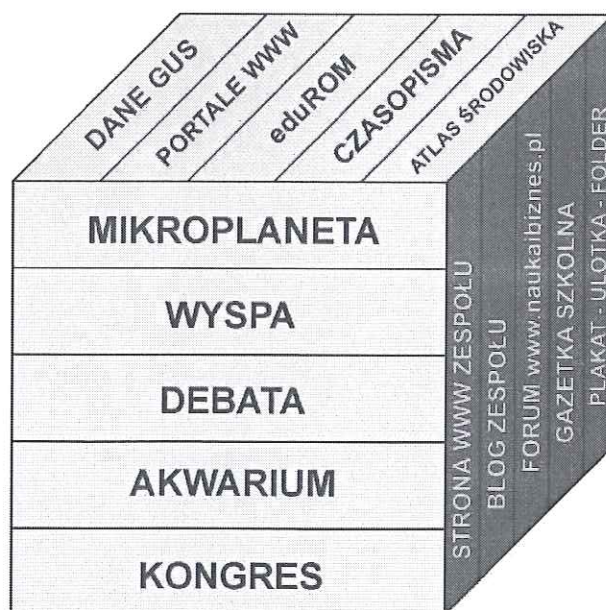 DANE GUS
PORTALE WWW
eduROM
CZASOPISMA
ATLAS ŚRODOWISKA
MIKROPLANETA
WYSPA
DEBATA
AKWARIUM
KONGRES
STRONA WWW ZESPOŁU
BLOG ZESPOŁU
FORUM www.naukaibiznes.pl
GAZETKA SZKOLNA
PLAKAT - ULOTKA - FOLDER